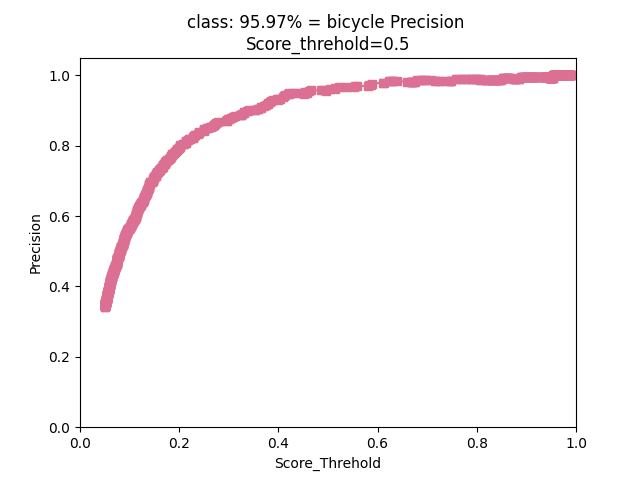 class: 95.97% = bicycle Precision
Score_threhold=0.5
1.0
0.8
0.6
0.4
0.2
0.0
Precision
0.0 0.2 0.4 0.6 0.8 1.0
Score_Threhold